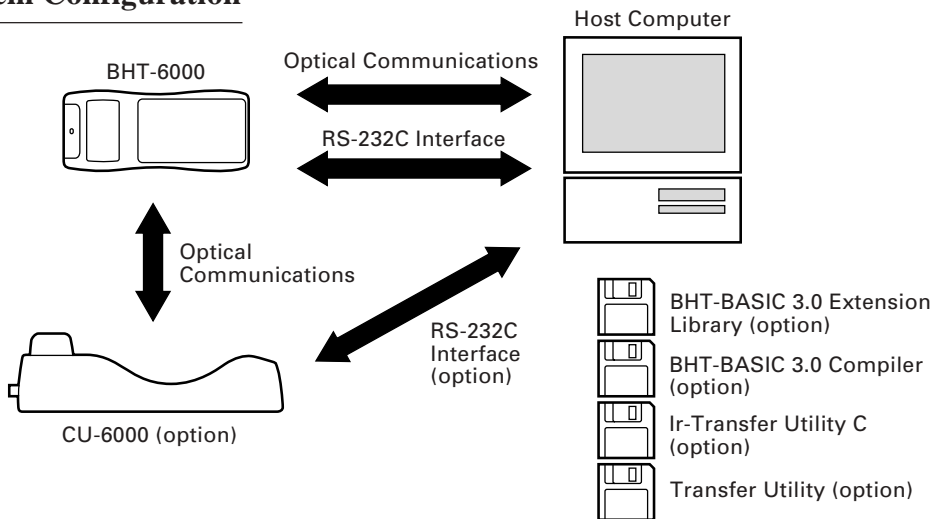 Configuration
Host Computer
BHT-6000
Optical Communications
RS-232C Interface
Optical
Communications
RS-232C
Interface
(option)
CU-6000 (option)
BHT-BASIC 3.0 Extension
Library (option)
BHT-BASIC 3.0 Compiler
(option)
Ir-Transfer Utility C
(option)
Transfer Utility (option)